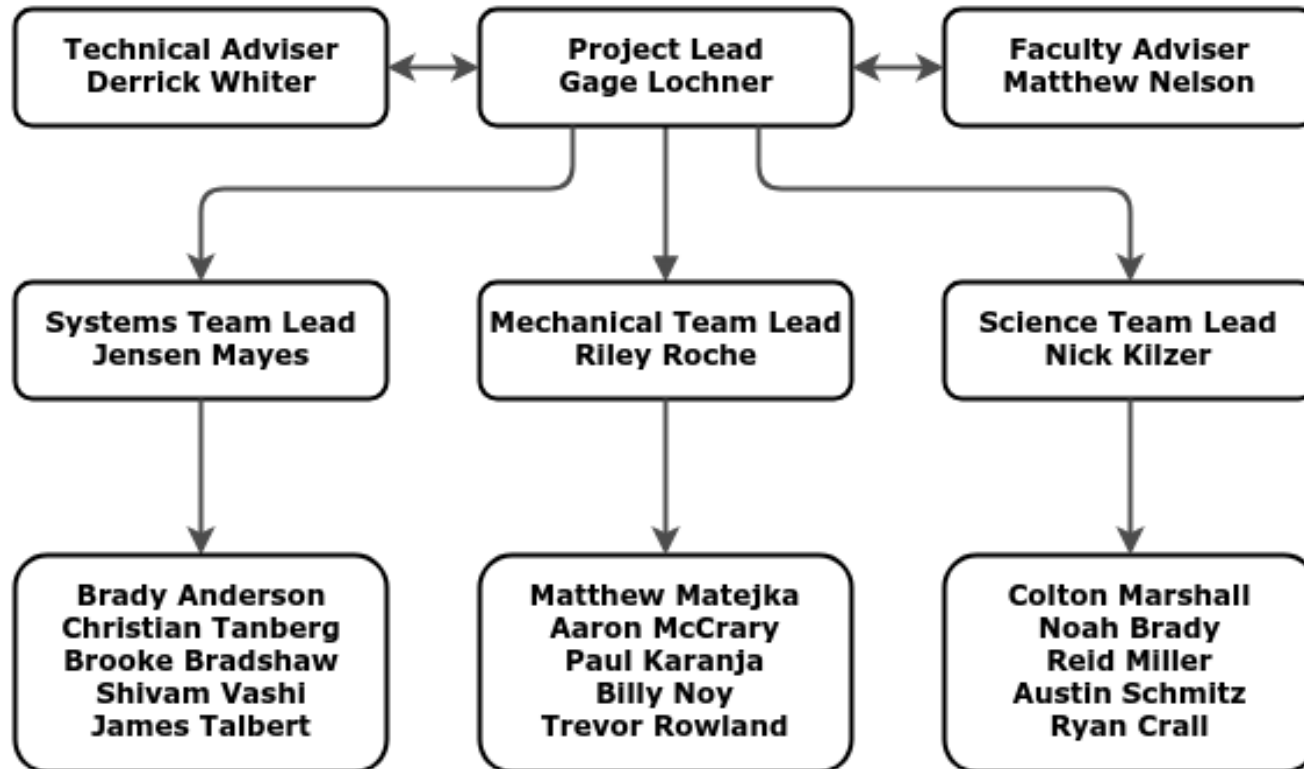 Technical Adviser
Derrick Whiter
Project Lead
Gage Lochner
Faculty Adviser
Matthew Nelson
Systems Team Lead
Jensen Mayes
Mechanical Team Lead
Riley Roche
Science Team Lead
Nick Kilzer
Brady Anderson
Christian Tanberg
Brooke Bradshaw
Shivam Vashi
James Talbert
Matthew Matejka
Aaron McCrary
Paul Karanja
Billy Noy
Trevor Rowland
Colton Marshall
Noah Brady
Reid Miller
Austin Schmitz
Ryan Crall